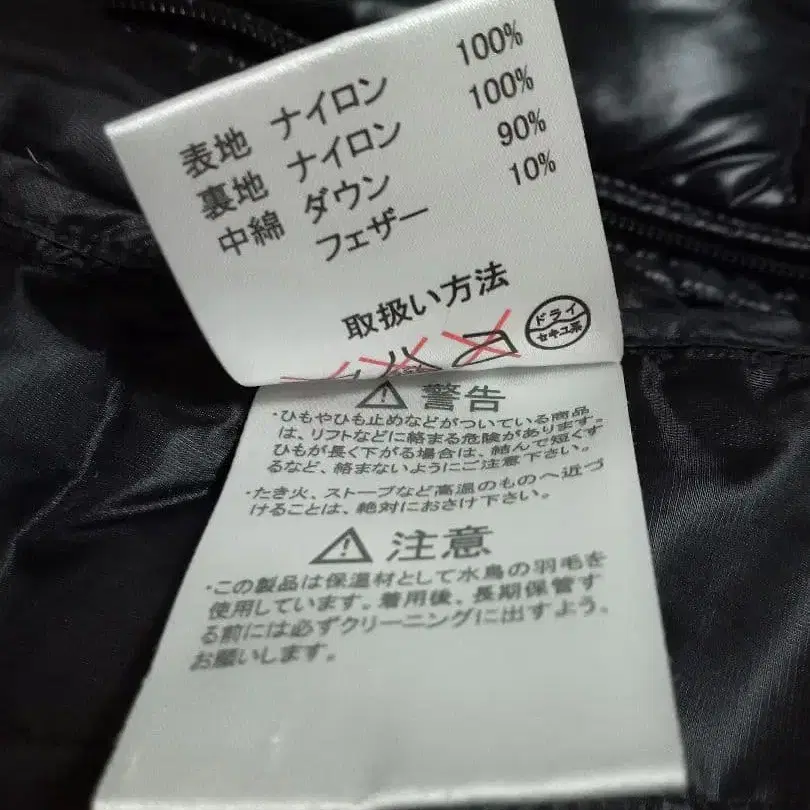 表地 ナイロン 100%
裏地 ナイロン 100%
中綿 ダウン 90%
フェザー 10%
取扱い方法
ドライ
セキユ系
警告
・ひもやひも止めなどがついている商品
は、リフトなどに絡まる危険があります。
ひもが長く下がる場合は、結んで短くす
るなど、絡まないようにご注意下さい。
・たき火、ストーブなど高温のものへ近づ
けることは、絶対におさけ下さい。
注意
・この製品は保温材として水鳥の羽毛を
使用しています。着用後、長期保管す
る前には必ずクリーニングに出すよう。
お願いします。